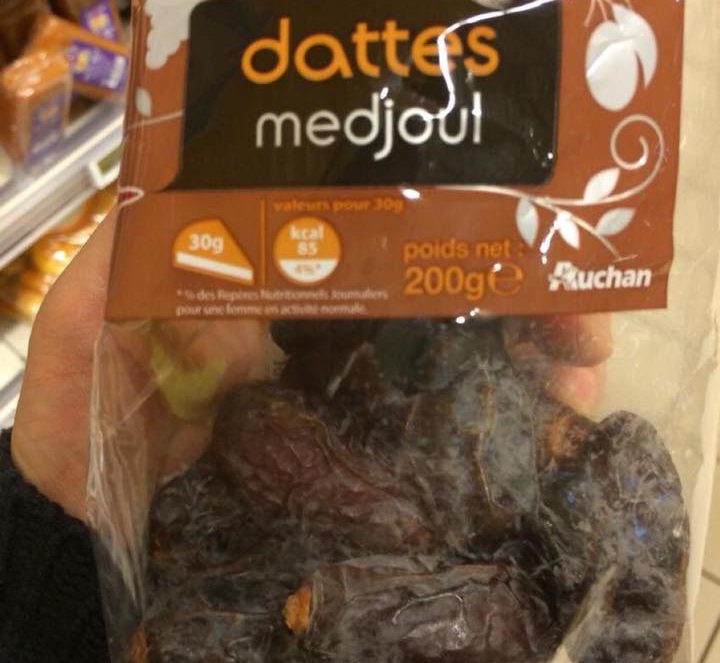 dattes
medjoul
valeurs pour 30g
30g
kcal
85
4%*
poids net :
200g℮
Auchan
* % des Repères Nutritionnels Journaliers
pour une femme en activité normale.